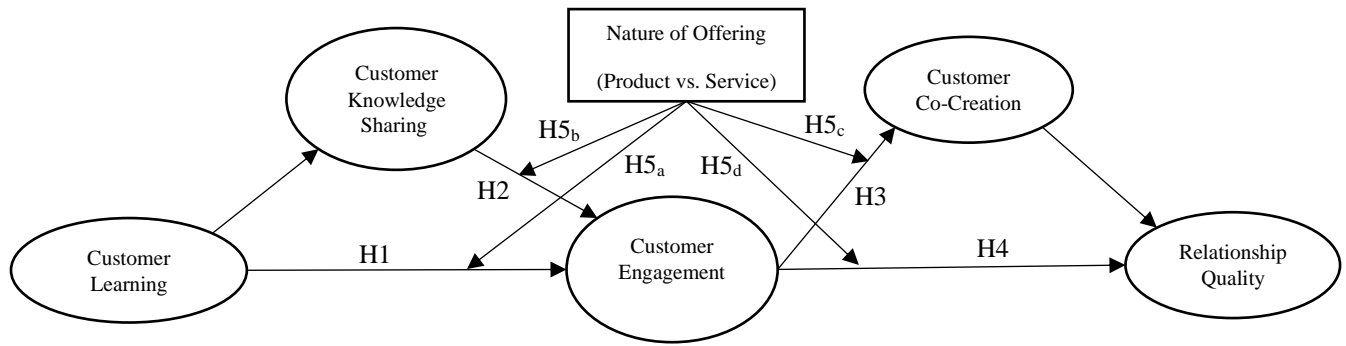 Nature of Offering
(Product vs. Service)
Customer
Knowledge
Sharing
Customer
Co-Creation
H5b
H5a
H5d
H5c
H2
H3
Customer
Learning
H1
Customer
Engagement
H4
Relationship
Quality